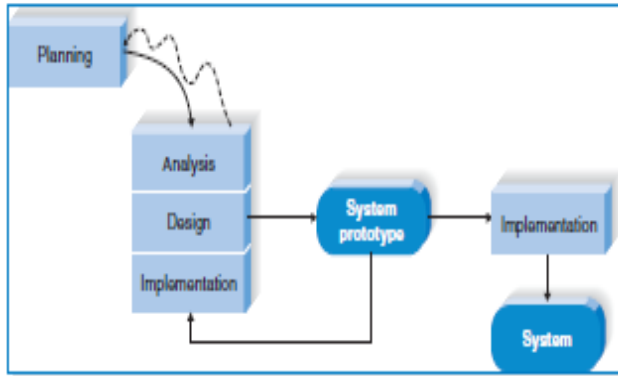 Planning
Analysis
Design
Implementation
System
prototype
Implementation
System